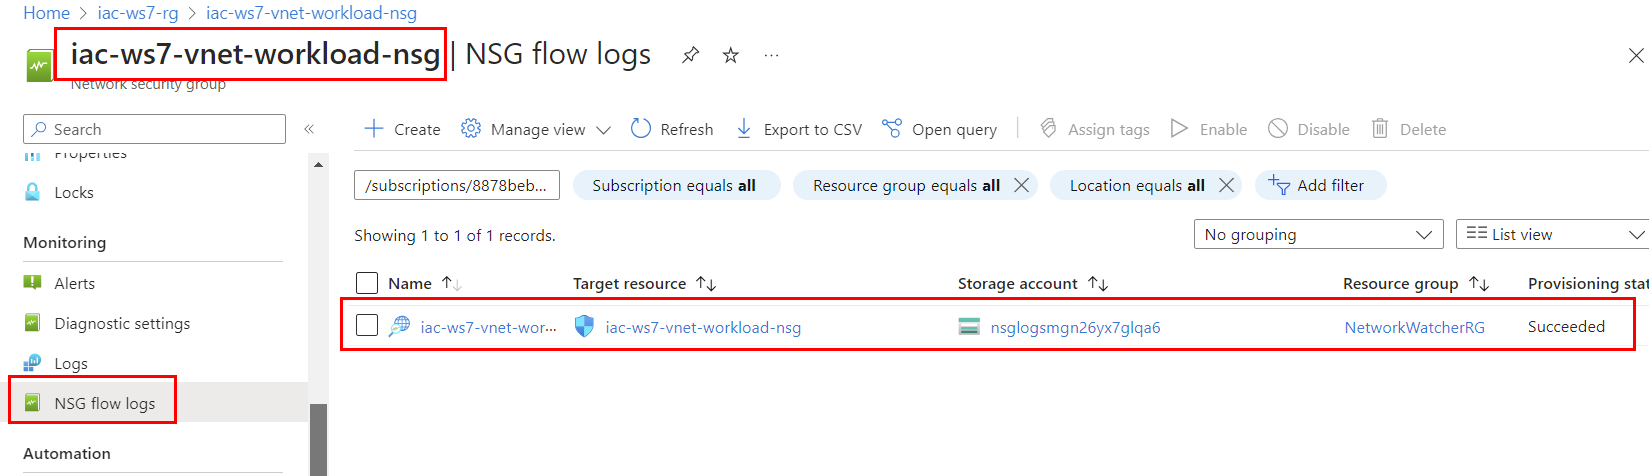 Home > iac-ws7-rg > iac-ws7-vnet-workload-nsg
iac-ws7-vnet-workload-nsg | NSG flow logs
Network security group
Search
Create Manage view Refresh Export to CSV Open query Assign tags Enable Disable Delete
Properties
Locks
Monitoring
Alerts
Diagnostic settings
Logs
NSG flow logs
Automation
/subscriptions/8878beb... Subscription equals all Resource group equals all Location equals all Add filter
Showing 1 to 1 of 1 records.
No grouping List view
Name Target resource Storage account Resource group Provisioning stat
iac-ws7-vnet-wor... iac-ws7-vnet-workload-nsg nsglogsmgn26yx7glqa6 NetworkWatcherRG Succeeded